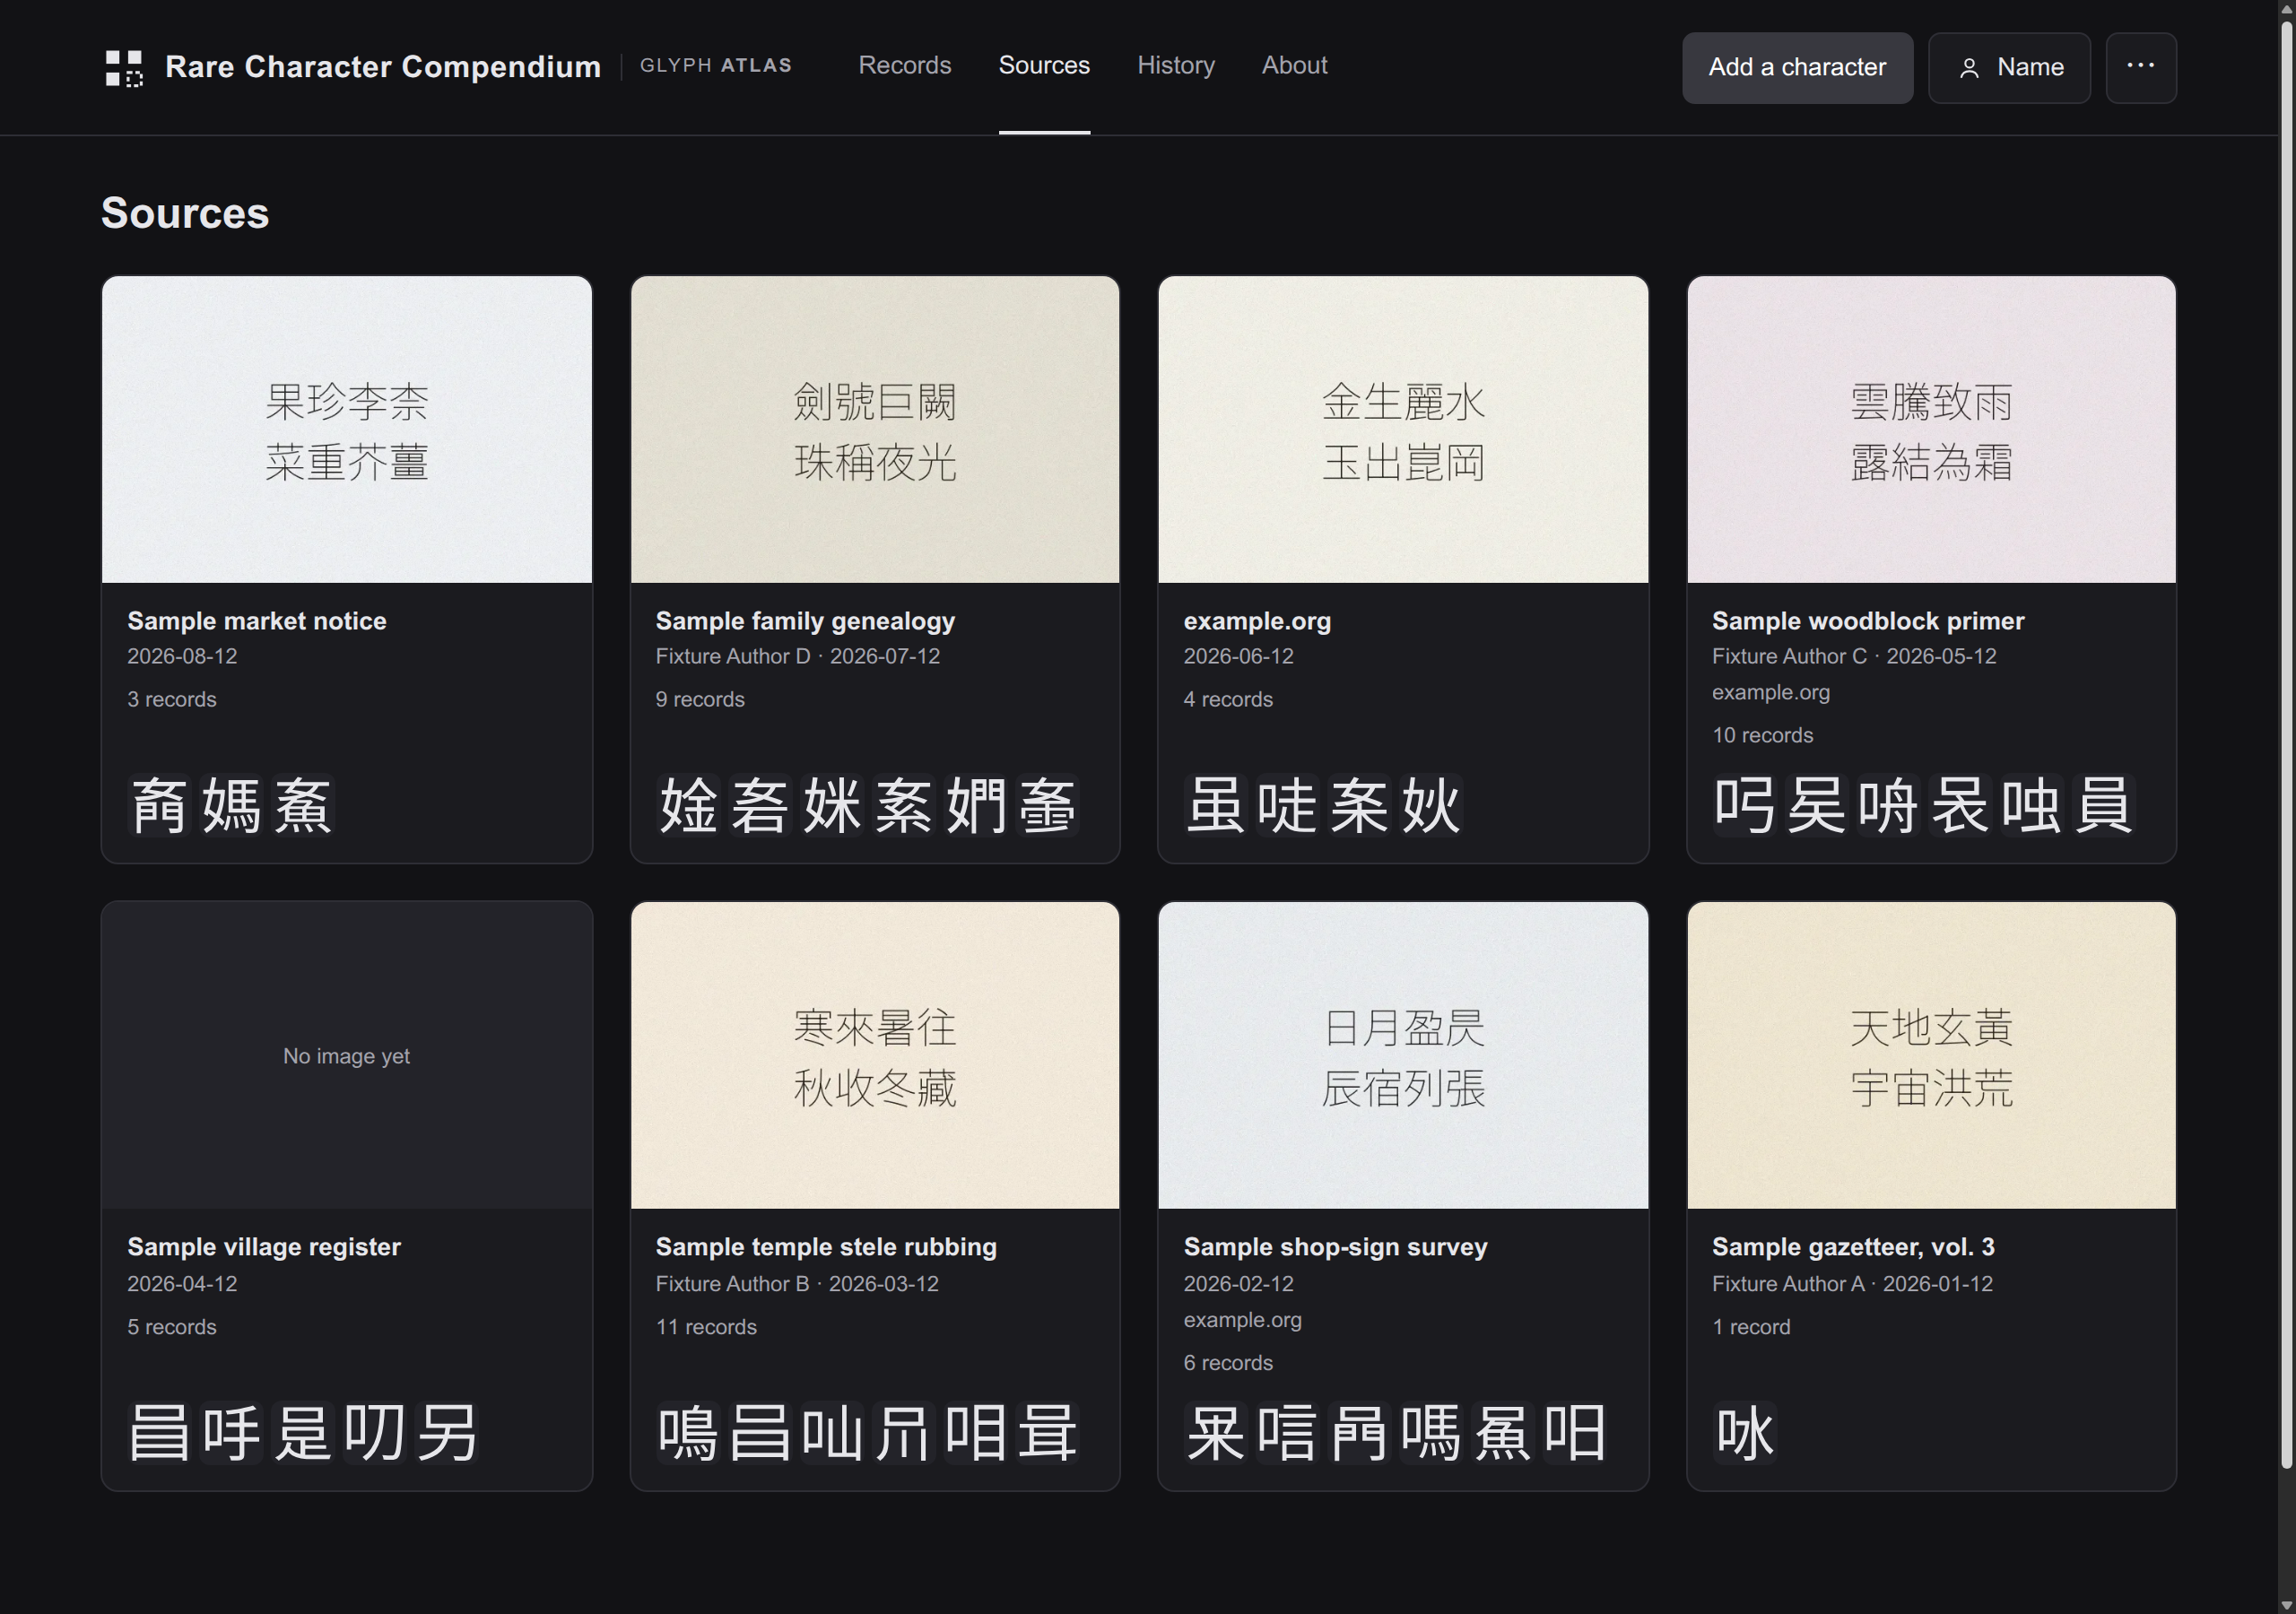 Rare Character Compendium
GLYPH ATLAS
Records
Sources
History
About
Add a character
Name
···
Sources
果珍李柰
菜重芥薑
Sample market notice
2026-08-12
3 records
媽
劍號巨闕
珠稱夜光
Sample family genealogy
Fixture Author D · 2026-07-12
9 records
金生麗水
玉出崑岡
example.org
2026-06-12
4 records
虽
雲騰致雨
露結為霜
Sample woodblock primer
Fixture Author C · 2026-05-12
example.org
10 records
員
No image yet
Sample village register
2026-04-12
5 records
另
寒來暑往
秋收冬藏
Sample temple stele rubbing
Fixture Author B · 2026-03-12
11 records
鳴
日月盈昃
辰宿列張
Sample shop-sign survey
2026-02-12
example.org
6 records
嗎
天地玄黃
宇宙洪荒
Sample gazetteer, vol. 3
Fixture Author A · 2026-01-12
1 record